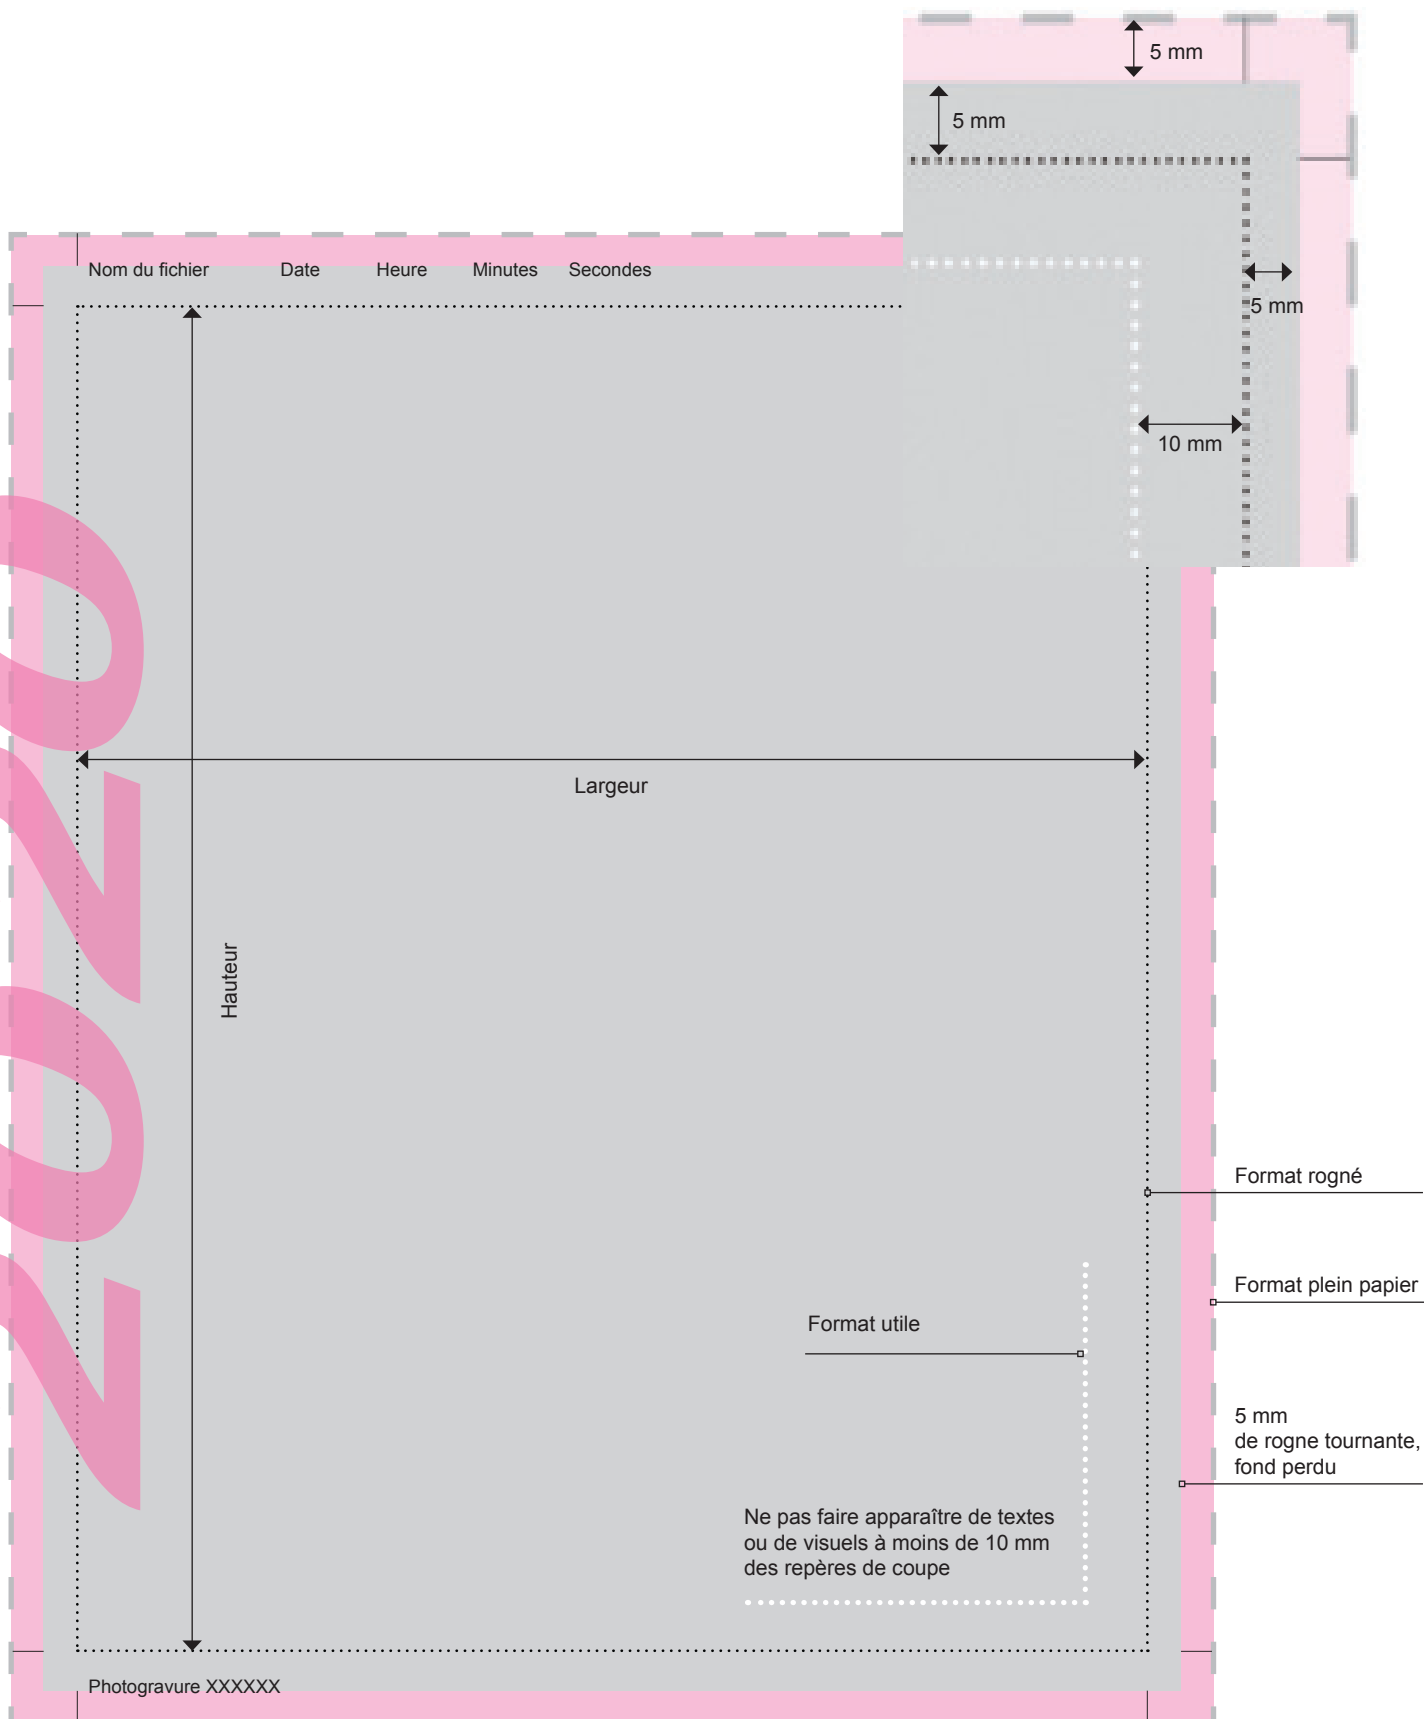 5 mm
5 mm
Nom du fichier Date Heure Minutes Secondes
5 mm
10 mm
Largeur
Hauteur
Format rogné
Format plein papier
Format utile
5 mm
de rogne tournante,
fond perdu
Ne pas faire apparaître de textes
ou de visuels à moins de 10 mm
des repères de coupe
Photogravure XXXXXX